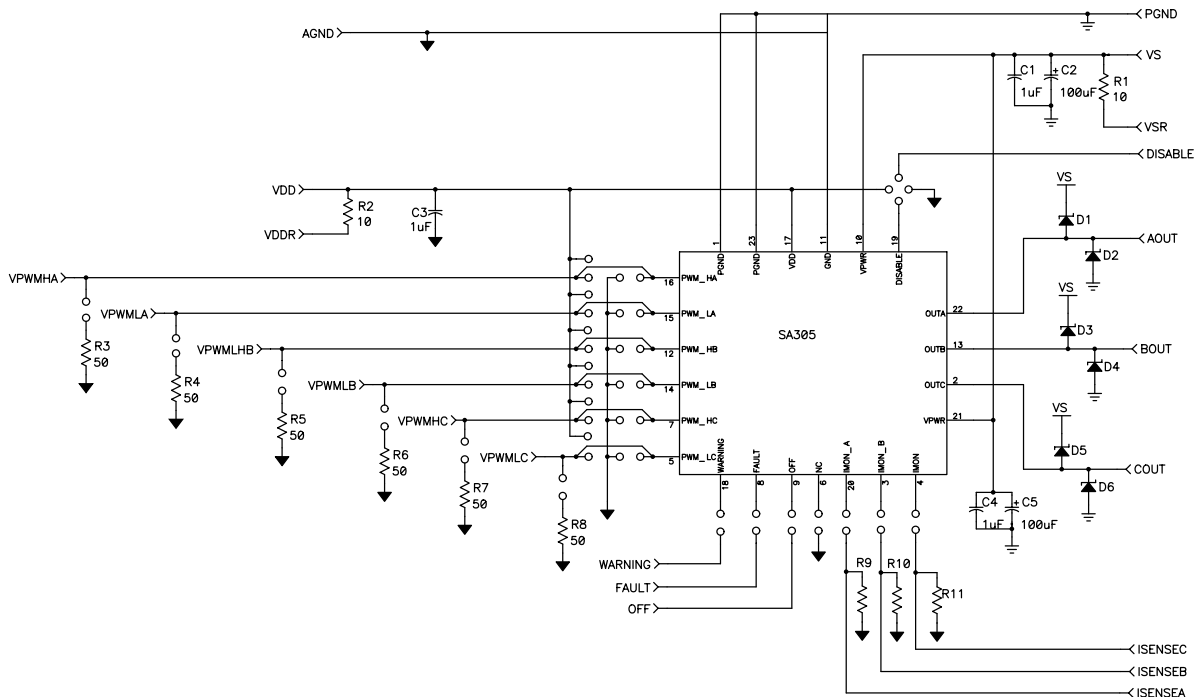 PGND
AGND
VS
C1
1uF
+
C2
100uF
R1
10
VSR
DISABLE
VDD
R2
10
VDDR
C3
1uF
1
23
17
11
10
19
PGND
PGND
VDD
GND
VPWR
DISABLE
VS
D1
AOUT
D2
VPWMHA
16
PWM_HA
VPWMLA
15
PWM_LA
OUTA
22
VS
D3
SA305
R3
50
VPWMLHB
12
PWM_HB
OUTB
13
BOUT
D4
R4
50
VPWMLB
14
PWM_LB
OUTC
2
R5
50
VPWMHC
7
PWM_HC
VPWR
21
VS
D5
R6
50
VPWMLC
5
PWM_LC
COUT
D6
R7
50
WARNING
FAULT
OFF
NC
IMON_A
IMON_B
IMON
18
8
9
6
20
3
4
C4
1uF
+
C5
100uF
R8
50
WARNING
FAULT
OFF
R9
R10
R11
ISENSEC
ISENSEB
ISENSEA